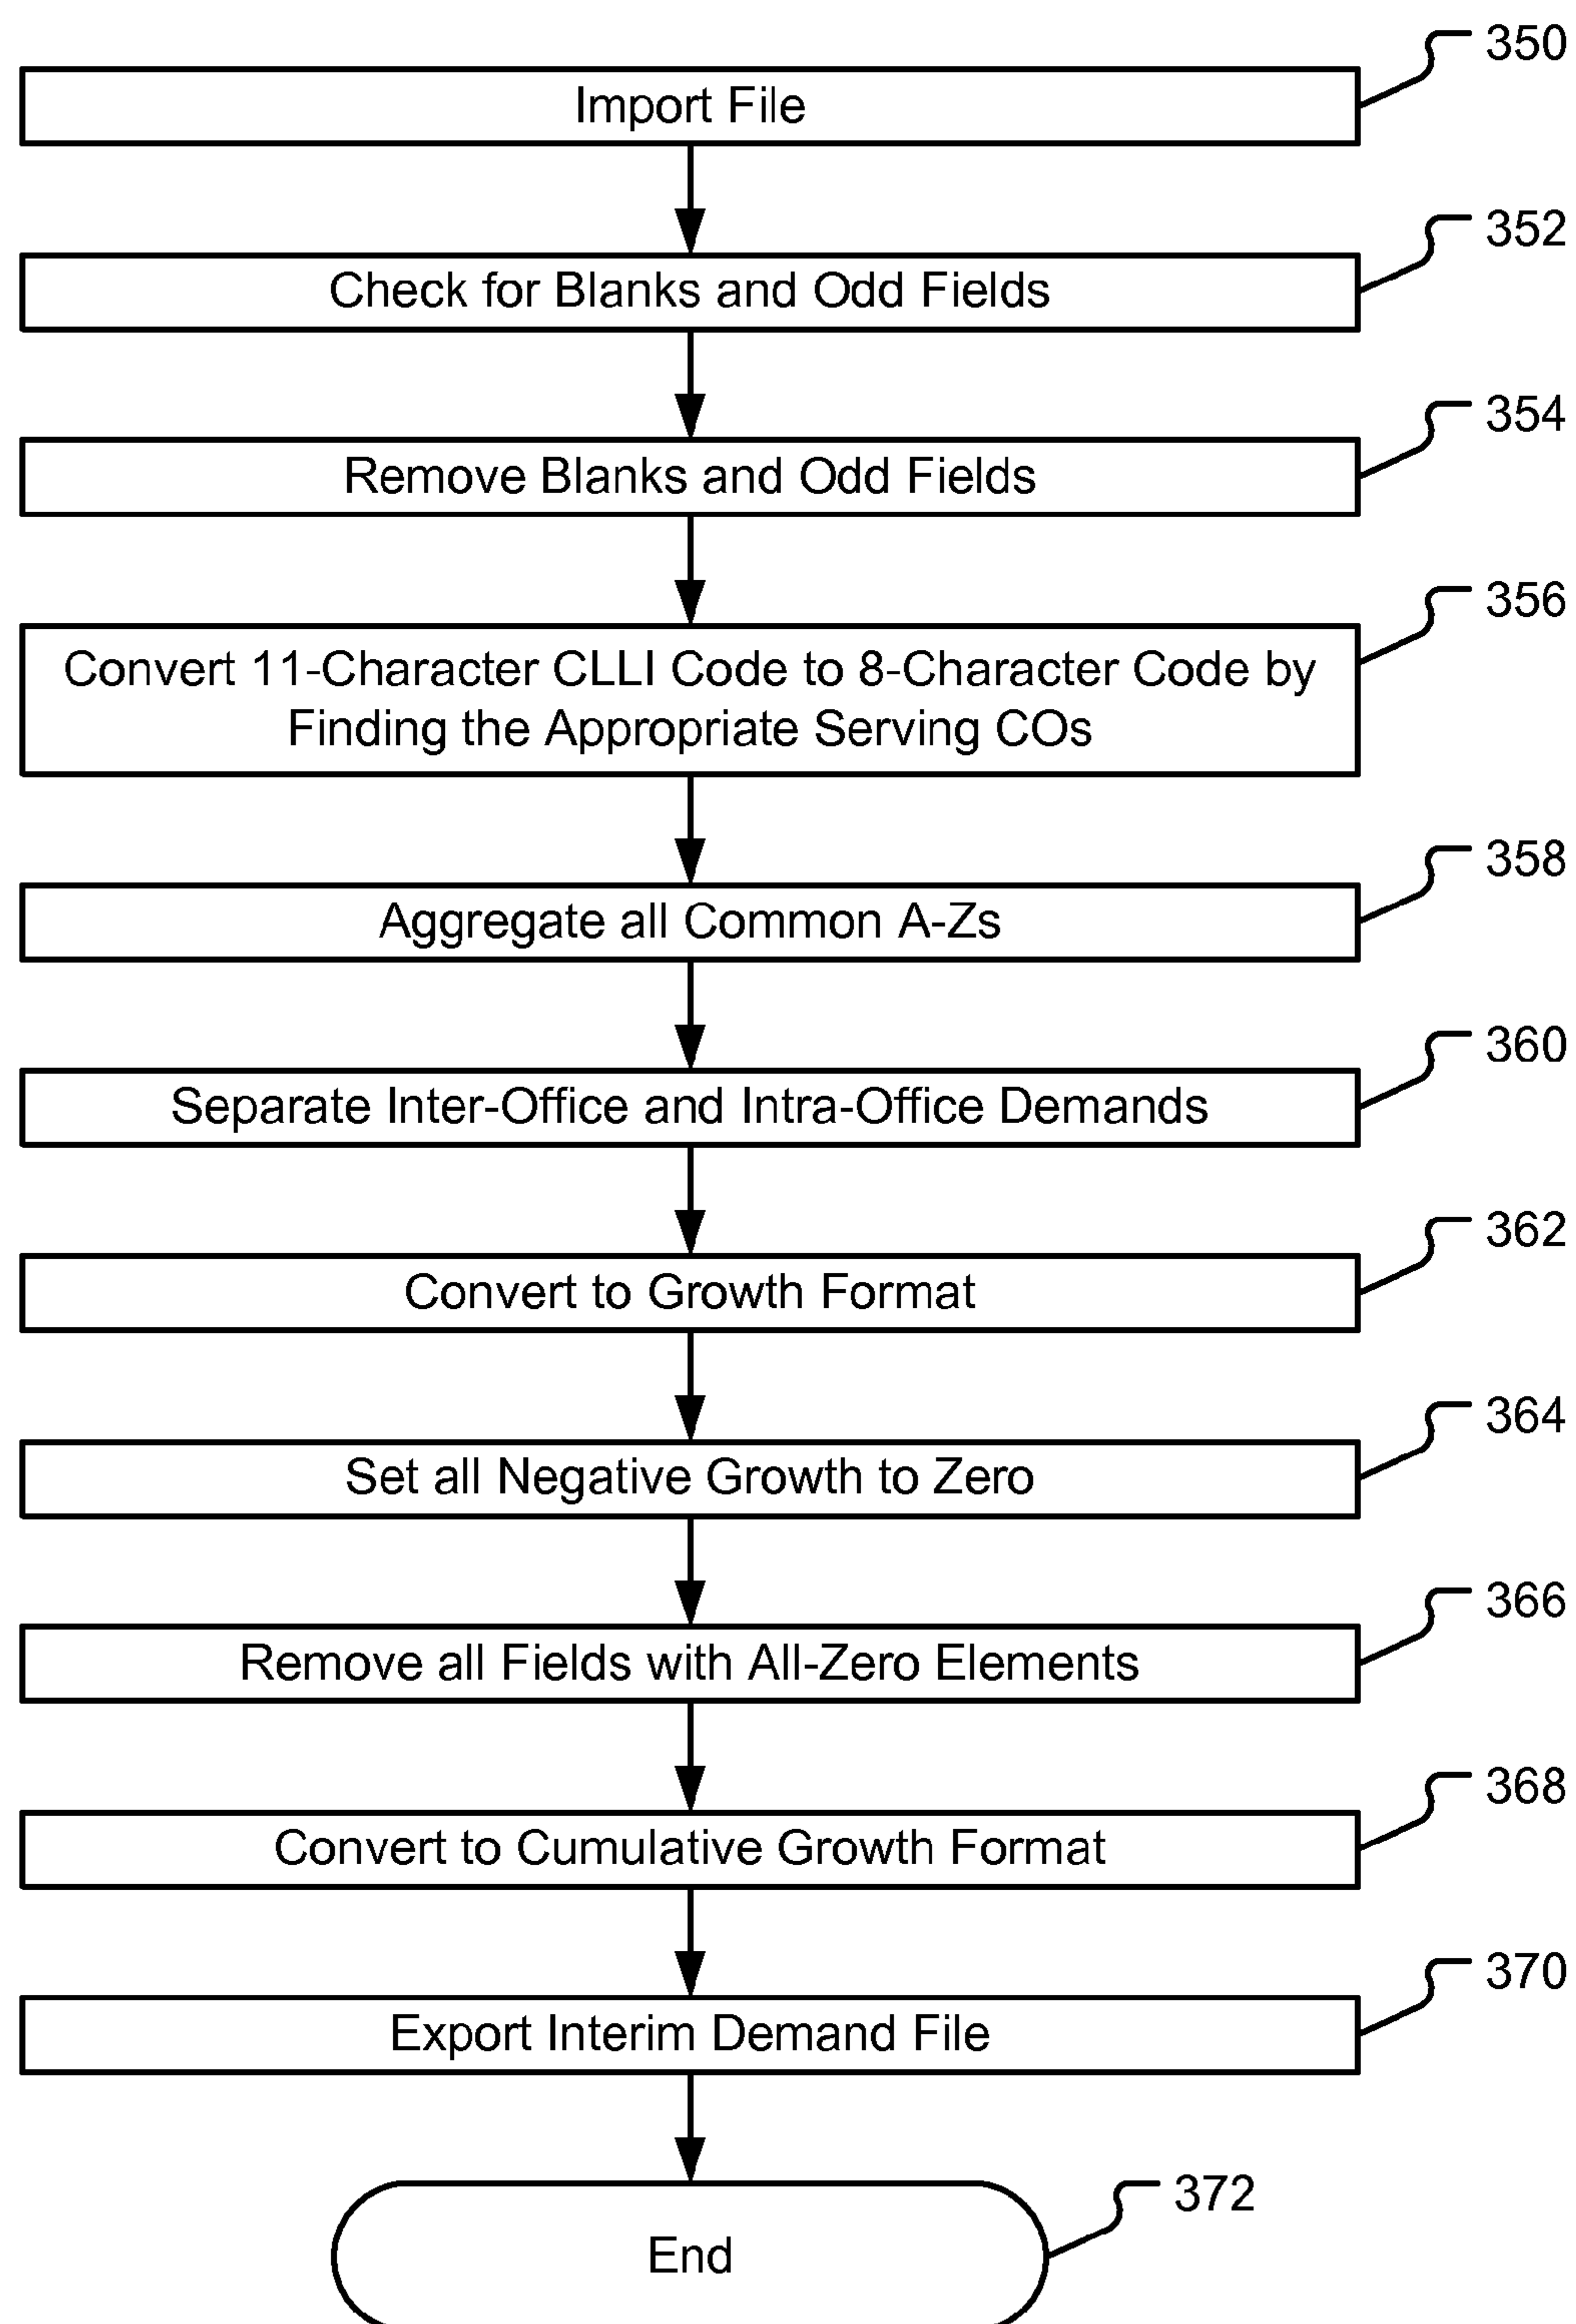 350
Import File
352
Check for Blanks and Odd Fields
354
Remove Blanks and Odd Fields
356
Convert 11-Character CLLI Code to 8-Character Code by
Finding the Appropriate Serving COs
358
Aggregate all Common A-Zs
360
Separate Inter-Office and Intra-Office Demands
362
Convert to Growth Format
364
Set all Negative Growth to Zero
366
Remove all Fields with All-Zero Elements
368
Convert to Cumulative Growth Format
370
Export Interim Demand File
372
End